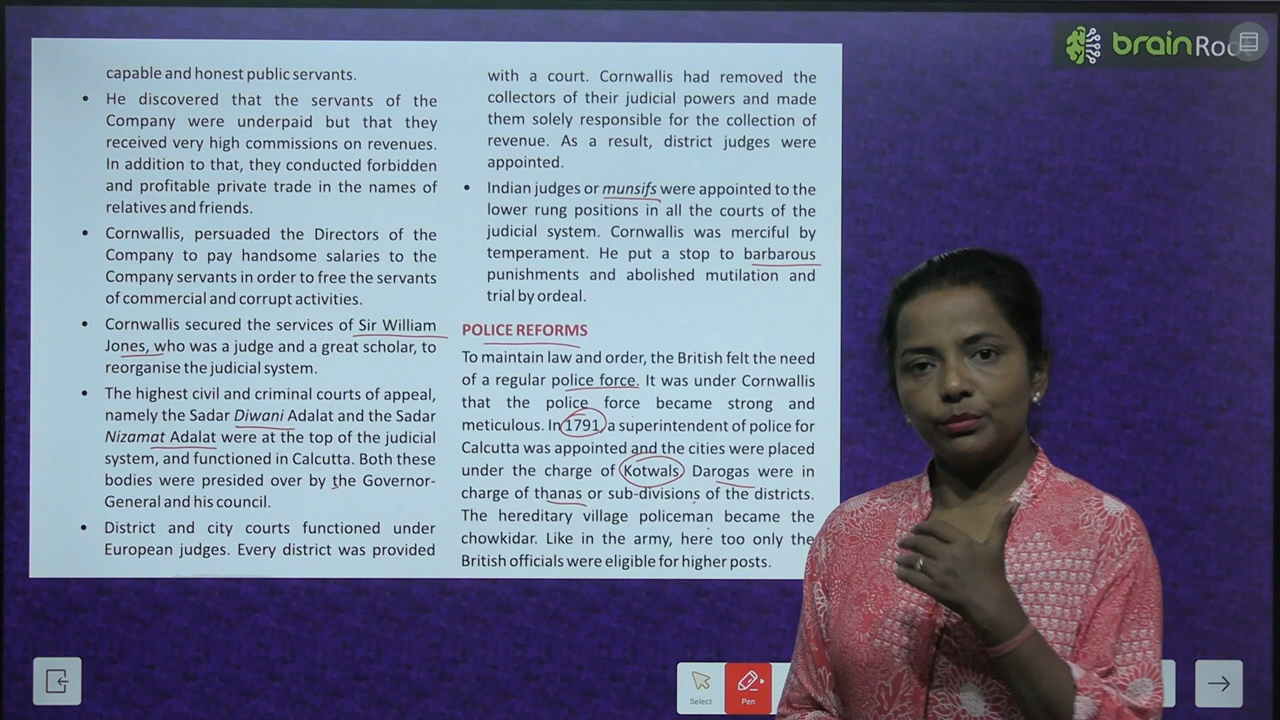 capable and honest public servants.
• He discovered that the servants of the
Company were underpaid but that they
received very high commissions on revenues.
In addition to that, they conducted forbidden
and profitable private trade in the names of
relatives and friends.
• Cornwallis, persuaded the Directors of the
Company to pay handsome salaries to the
Company servants in order to free the servants
of commercial and corrupt activities.
• Cornwallis secured the services of Sir William
Jones, who was a judge and a great scholar, to
reorganise the judicial system.
• The highest civil and criminal courts of appeal,
namely the Sadar Diwani Adalat and the Sadar
Nizamat Adalat were at the top of the judicial
system, and functioned in Calcutta. Both these
bodies were presided over by the Governor-
General and his council.
• District and city courts functioned under
European judges. Every district was provided
with a court. Cornwallis had removed the
collectors of their judicial powers and made
them solely responsible for the collection of
revenue. As a result, district judges were
appointed.
• Indian judges or munsifs were appointed to the
lower rung positions in all the courts of the
judicial system. Cornwallis was merciful by
temperament. He put a stop to barbarous
punishments and abolished mutilation and
trial by ordeal.
POLICE REFORMS
To maintain law and order, the British felt the need
of a regular police force. It was under Cornwallis
that the police force became strong and
meticulous. In 1791, a superintendent of police for
Calcutta was appointed and the cities were placed
under the charge of Kotwals Darogas were in
charge of thanas or sub-divisions of the districts.
The hereditary village policeman became the
chowkidar. Like in the army, here too only the
British officials were eligible for higher posts.
brain
Select
Pen